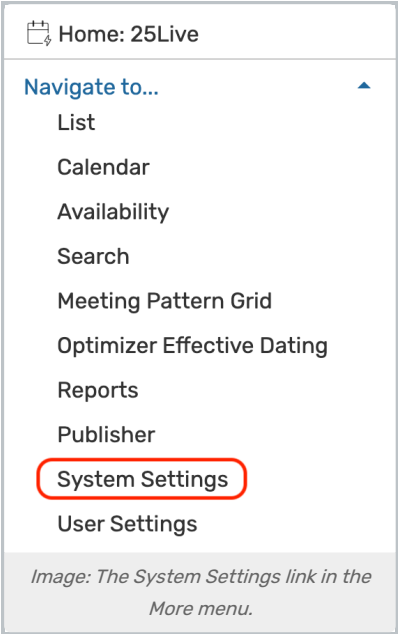 Home: 25Live
Navigate to...
List
Calendar
Availability
Search
Meeting Pattern Grid
Optimizer Effective Dating
Reports
Publisher
System Settings
User Settings
Image: The System Settings link in the
More menu.